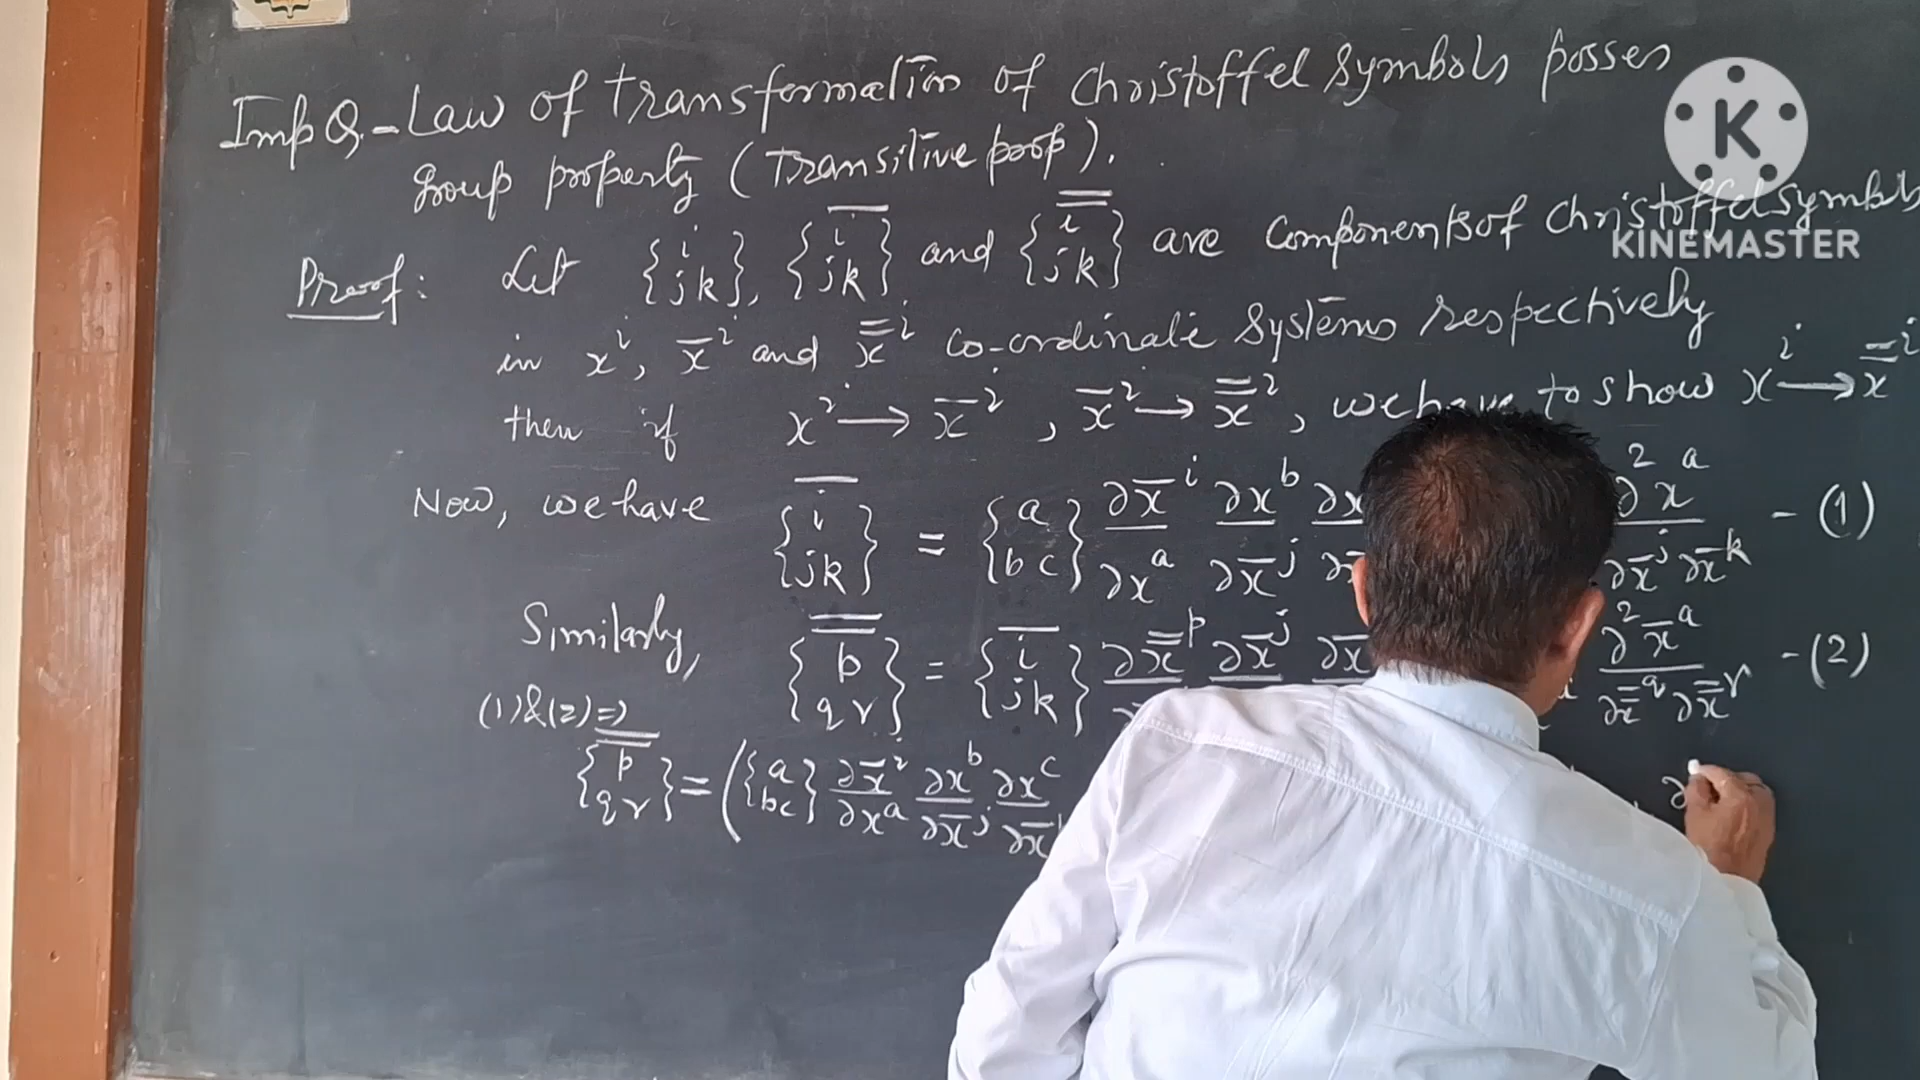 Imp Q. - Law of transformation of Christoffel symbols posses
group property (Transitive prop).
Proof: Let {i jk}, {i jk}‾ and {i jk}‗ are components of Christoffel symbols
in x^i, x̄^i and x̿^i co-ordinate systems respectively
then if x^i → x̄^i, x̄^i → x̿^i, we have to show x^i → x̿^i
Now, we have {i jk}‾ = {a bc} ∂x̄^i/∂x^a ∂x^b/∂x̄^j ∂x ∂²x^a/∂x̄^j ∂x̄^k - (1)
Similarly, {p qr}‗ = {i jk}‾ ∂x̿^p ∂x̄^j ∂x̄ ∂²x̄^a/∂x̿^q ∂x̿^r - (2)
(1) & (2) ⇒
{p qr}‗ = ({a bc} ∂x̄^i/∂x^a ∂x^b/∂x̄^j ∂x^c/∂x̄ ∂
K
KINEMASTER